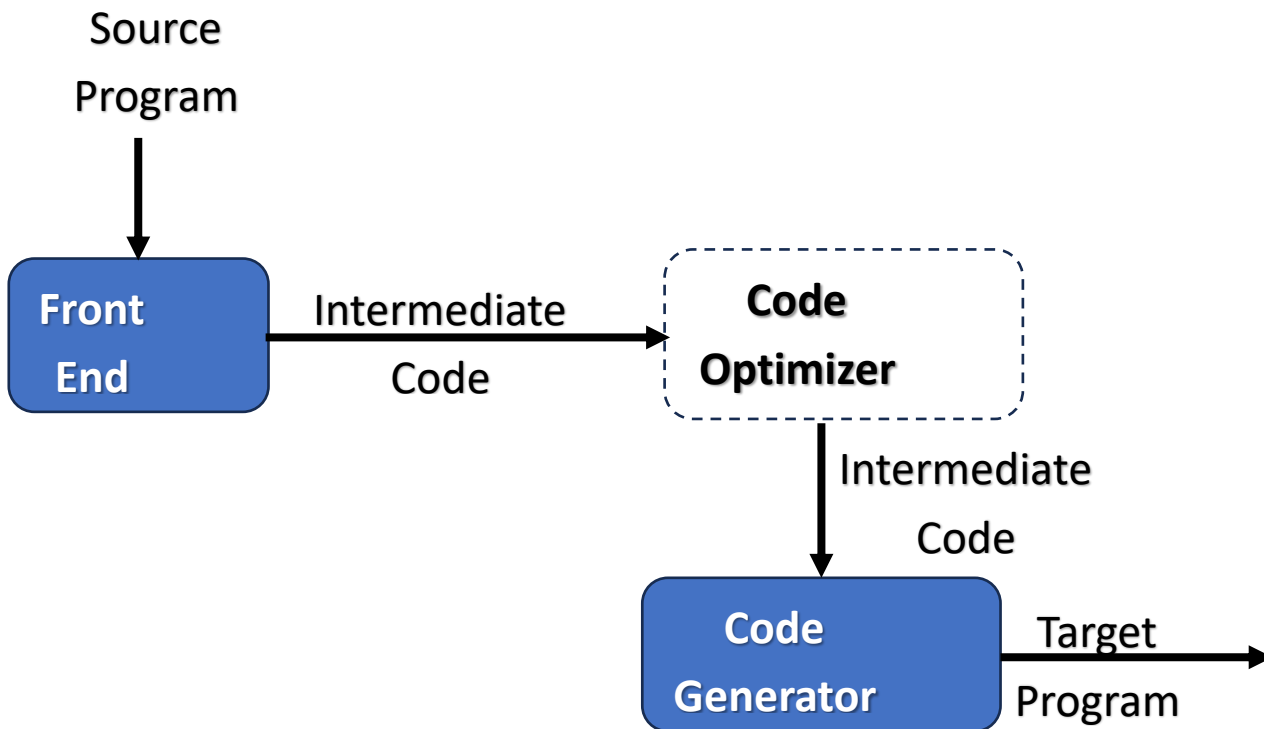 Source
Program
Front
End
Intermediate
Code
Code
Optimizer
Intermediate
Code
Code
Generator
Target
Program